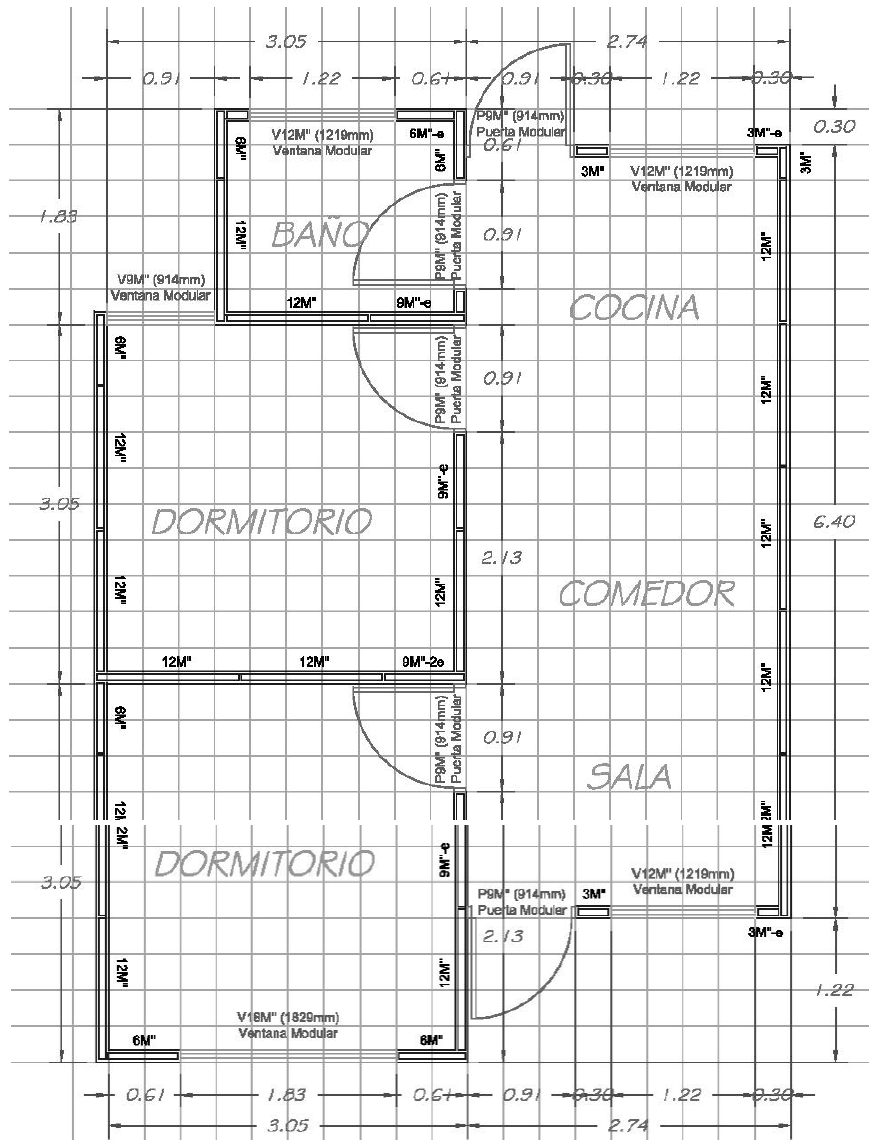 3.05
2.74
0.91
1.22
0.61
0.91
0.30
1.22
0.30
V12M" (1219mm)
Ventana Modular
6M"-e
P9M" (914mm)
Puerta Modular
3M"-e
0.30
6M"
6M"
0.61
3M"
V12M" (1219mm)
Ventana Modular
3M"
1.83
12M"
BAÑO
P9M" (914mm)
Puerta Modular
0.91
12M"
V9M" (914mm)
Ventana Modular
12M"
9M"-e
COCINA
6M"
P9M" (914mm)
Puerta Modular
0.91
12M"
12M"
9M"-e
3.05
DORMITORIO
6.40
12M"
2.13
12M"
12M"
COMEDOR
12M"
12M"
9M"-2e
12M"
6M"
P9M" (914mm)
Puerta Modular
0.91
SALA
DORMITORIO
9M"-e
3.05
V12M" (1219mm)
Ventana Modular
P9M" (914mm)
Puerta Modular
3M"
2.13
3M"-e
12M"
12M"
1.22
V18M" (1829mm)
Ventana Modular
6M"
6M"
0.61
1.83
0.61
0.91
0.30
1.22
0.30
3.05
2.74